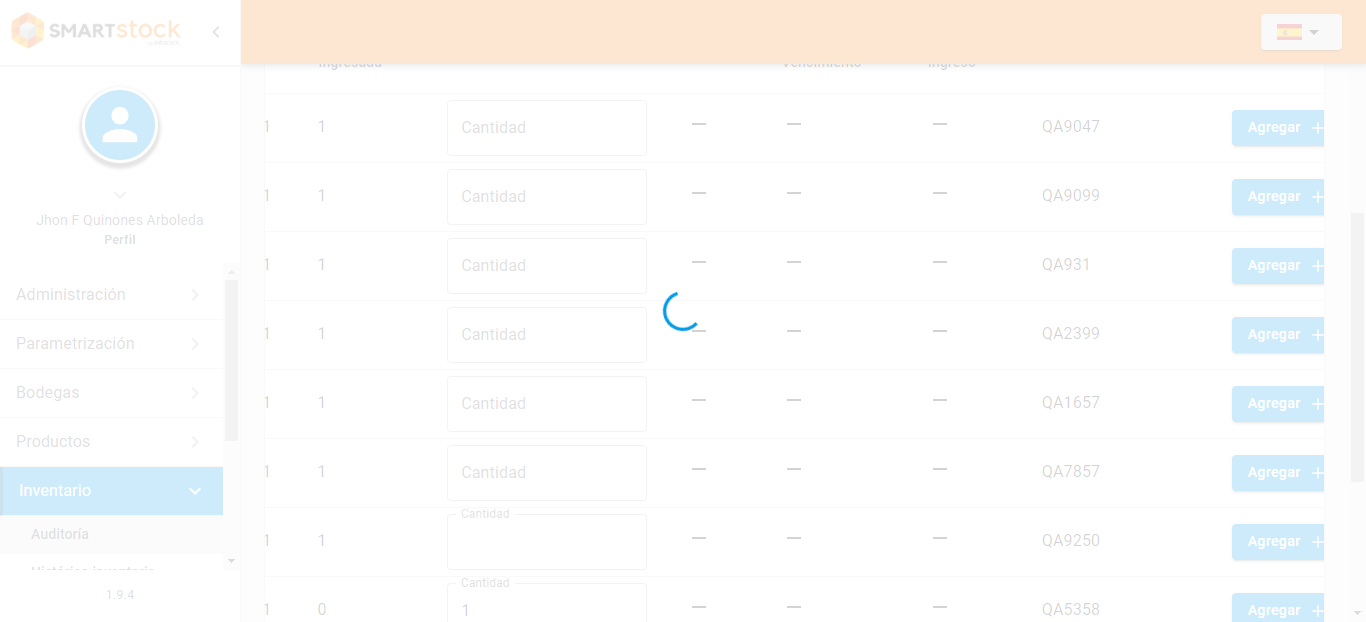 SMARTstock
Ingresada Vencimiento Ingreso
1 1 Cantidad — — — QA9047 Agregar +
1 1 Cantidad — — — QA9099 Agregar +
1 1 Cantidad — — — QA931 Agregar +
1 1 Cantidad — — — QA2399 Agregar +
1 1 Cantidad — — — QA1657 Agregar +
1 1 Cantidad — — — QA7857 Agregar +
1 1 Cantidad — — — QA9250 Agregar +
1 0 Cantidad 1 — — — QA5358 Agregar +
Jhon F Quinones Arboleda
Perfil
Administración
Parametrización
Bodegas
Productos
Inventario
Auditoría
Histórico inventario
1.9.4